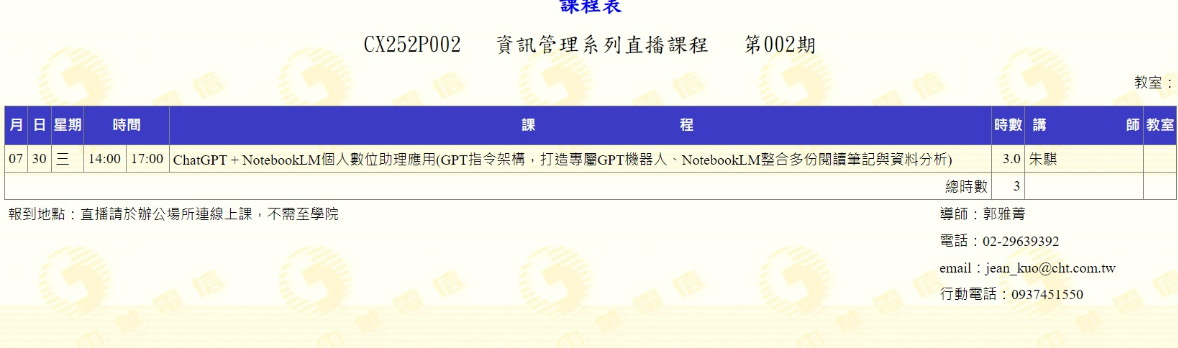 課程表
CX252P002 資訊管理系列直播課程 第002期
教室：
月 日 星期 時間 課 程 時數 講 師 教室
07 30 三 14:00 17:00 ChatGPT + NotebookLM個人數位助理應用(GPT指令架構，打造專屬GPT機器人、NotebookLM整合多份閱讀筆記與資料分析) 3.0 朱騏
總時數 3
報到地點：直播請於辦公場所連線上課，不需至學院 導師：郭雅菁
電話：02-29639392
email：jean_kuo@cht.com.tw
行動電話：0937451550
中華電信